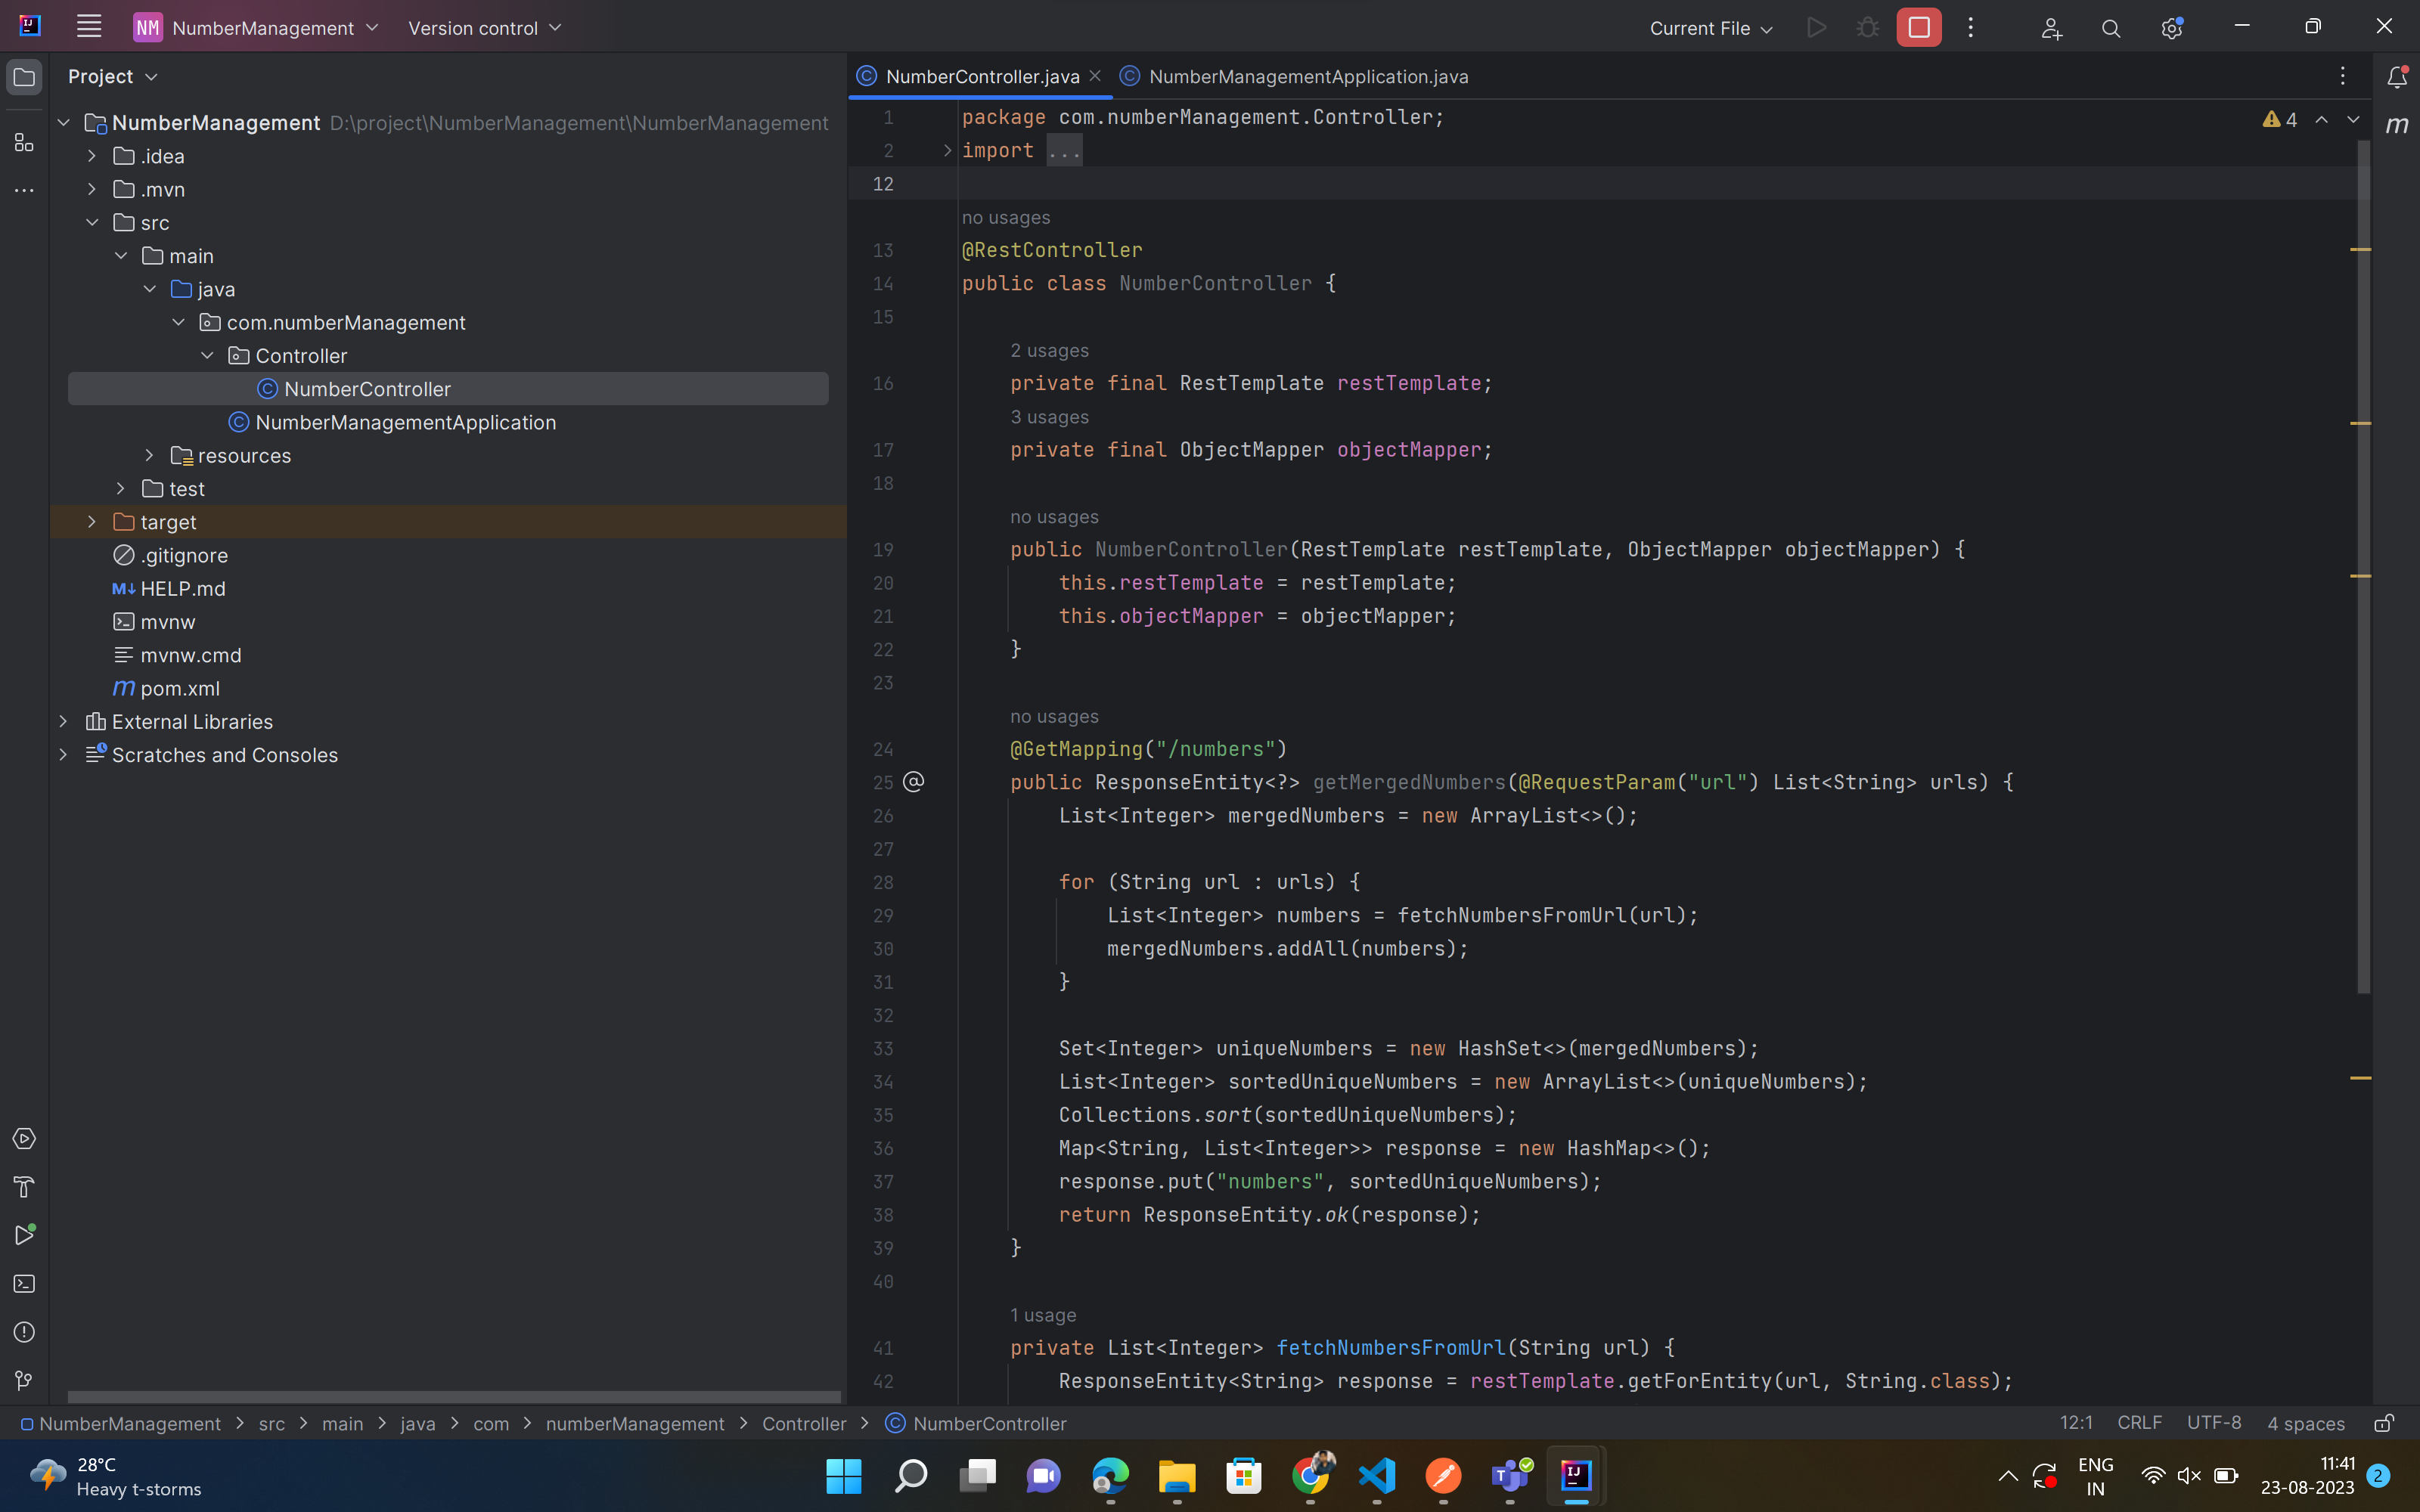 NM NumberManagement Version control Current File
Project
NumberManagement D:\project\NumberManagement\NumberManagement
.idea
.mvn
src
main
java
com.numberManagement
Controller
NumberController
NumberManagementApplication
resources
test
target
.gitignore
M↓ HELP.md
mvnw
mvnw.cmd
m pom.xml
External Libraries
Scratches and Consoles
NumberController.java NumberManagementApplication.java
4
1 package com.numberManagement.Controller;
2 import ...
12
no usages
13 @RestController
14 public class NumberController {
15
2 usages
16 private final RestTemplate restTemplate;
3 usages
17 private final ObjectMapper objectMapper;
18
no usages
19 public NumberController(RestTemplate restTemplate, ObjectMapper objectMapper) {
20 this.restTemplate = restTemplate;
21 this.objectMapper = objectMapper;
22 }
23
no usages
24 @GetMapping("/numbers")
25 public ResponseEntity<?> getMergedNumbers(@RequestParam("url") List<String> urls) {
26 List<Integer> mergedNumbers = new ArrayList<>();
27
28 for (String url : urls) {
29 List<Integer> numbers = fetchNumbersFromUrl(url);
30 mergedNumbers.addAll(numbers);
31 }
32
33 Set<Integer> uniqueNumbers = new HashSet<>(mergedNumbers);
34 List<Integer> sortedUniqueNumbers = new ArrayList<>(uniqueNumbers);
35 Collections.sort(sortedUniqueNumbers);
36 Map<String, List<Integer>> response = new HashMap<>();
37 response.put("numbers", sortedUniqueNumbers);
38 return ResponseEntity.ok(response);
39 }
40
1 usage
41 private List<Integer> fetchNumbersFromUrl(String url) {
42 ResponseEntity<String> response = restTemplate.getForEntity(url, String.class);
m
NumberManagement > src > main > java > com > numberManagement > Controller > NumberController
12:1 CRLF UTF-8 4 spaces
28°C
Heavy t-storms
ENG
IN
11:41
23-08-2023
2